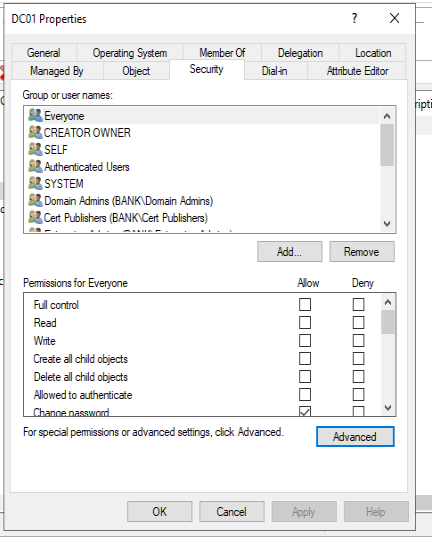 DC01 Properties
?
X
General Operating System Member Of Delegation Location
Managed By Object Security Dial-in Attribute Editor
Group or user names:
Everyone
CREATOR OWNER
SELF
Authenticated Users
SYSTEM
Domain Admins (BANK\Domain Admins)
Cert Publishers (BANK\Cert Publishers)
Add... Remove
Permissions for Everyone Allow Deny
Full control
Read
Write
Create all child objects
Delete all child objects
Allowed to authenticate
Change password
For special permissions or advanced settings, click Advanced.
Advanced
OK Cancel Apply Help